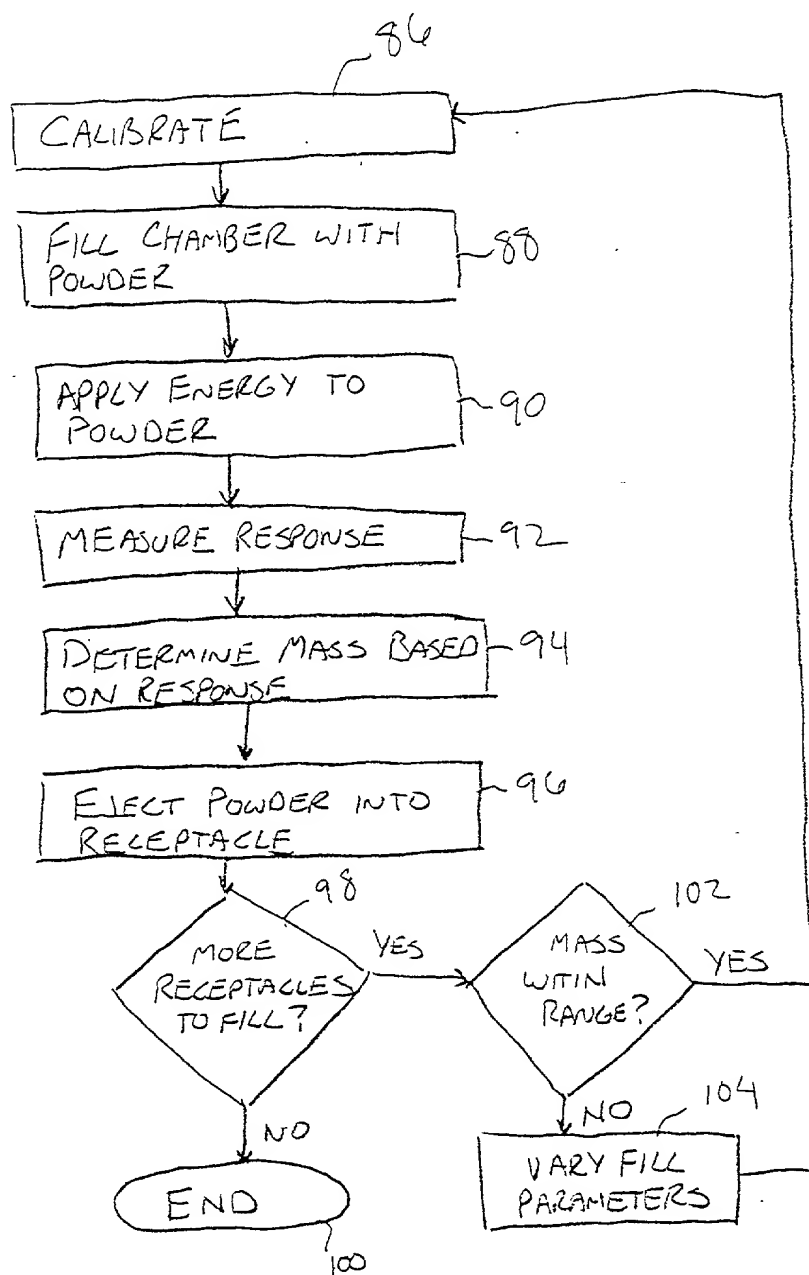 86
CALIBRATE
FILL CHAMBER WITH
POWDER
88
APPLY ENERGY TO
POWDER
90
MEASURE RESPONSE
92
DETERMINE MASS BASED
ON RESPONSE
94
EJECT POWDER INTO
RECEPTACLE
96
98
MORE
RECEPTACLES
TO FILL?
YES
102
MASS
WITIN
RANGE?
YES
NO
END
100
NO
104
VARY FILL
PARAMETERS